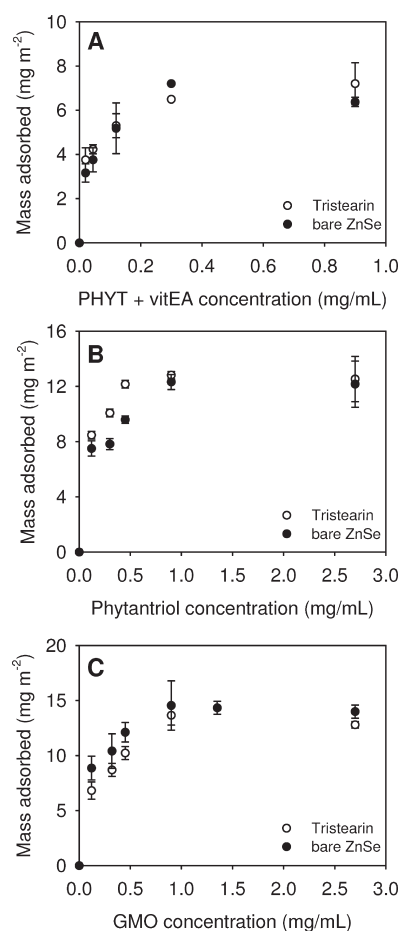 A
Mass adsorbed (mg m-2)
10
8
6
4
2
0
Tristearin
bare ZnSe
0.0 0.2 0.4 0.6 0.8 1.0
PHYT + vitEA concentration (mg/mL)
B
Mass adsorbed (mg m-2)
16
12
8
4
0
Tristearin
bare ZnSe
0.0 0.5 1.0 1.5 2.0 2.5 3.0
Phytantriol concentration (mg/mL)
C
Mass adsorbed (mg m-2)
20
15
10
5
0
Tristearin
bare ZnSe
0.0 0.5 1.0 1.5 2.0 2.5 3.0
GMO concentration (mg/mL)